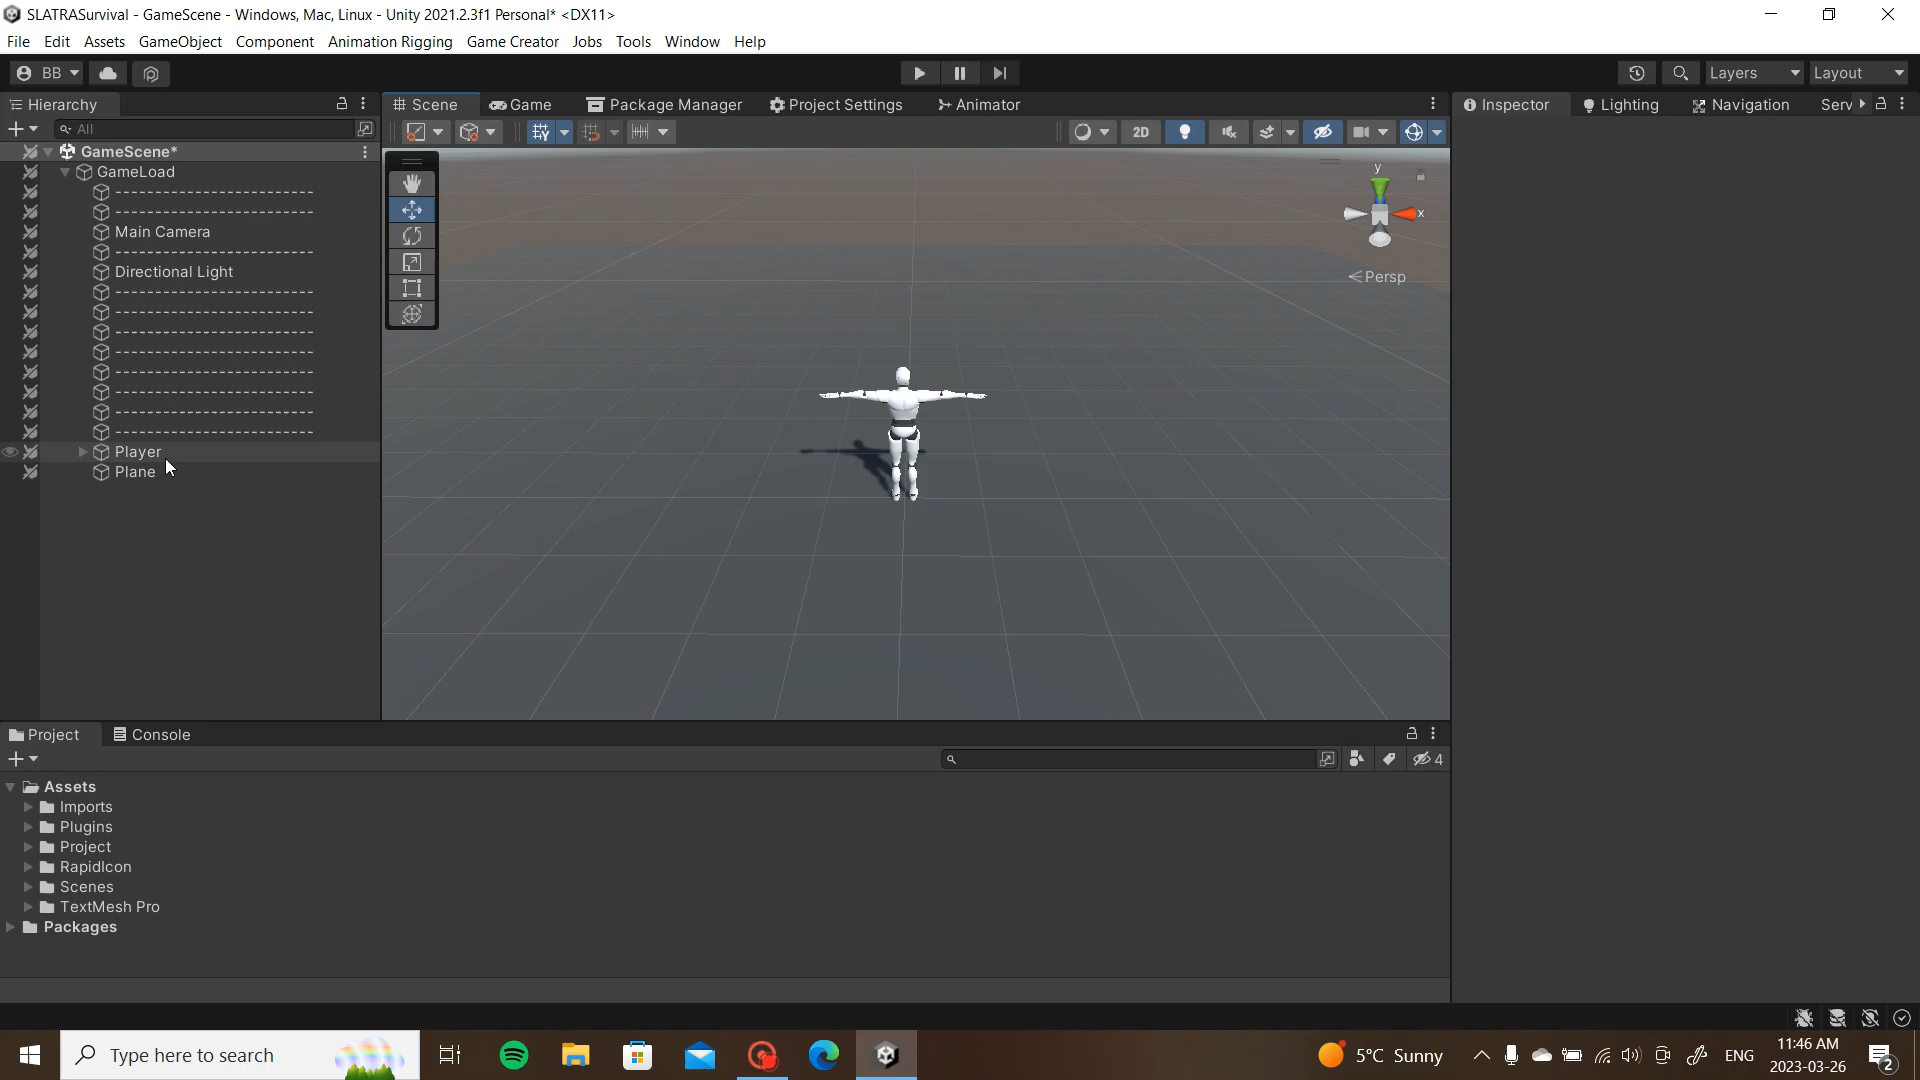 SLATRASurvival - GameScene - Windows, Mac, Linux - Unity 2021.2.3f1 Personal* <DX11>
File Edit Assets GameObject Component Animation Rigging Game Creator Jobs Tools Window Help
BB Layers Layout
Hierarchy Scene Game Package Manager Project Settings Animator Inspector Lighting Navigation Serv
All 2D
GameScene*
GameLoad
-------------------------
-------------------------
Main Camera
-------------------------
Directional Light
-------------------------
-------------------------
-------------------------
-------------------------
-------------------------
-------------------------
-------------------------
-------------------------
Player
Plane
y
x
Persp
Project Console
4
Assets
Imports
Plugins
Project
RapidIcon
Scenes
TextMesh Pro
Packages
Type here to search 5°C Sunny ENG 11:46 AM
2023-03-26 2